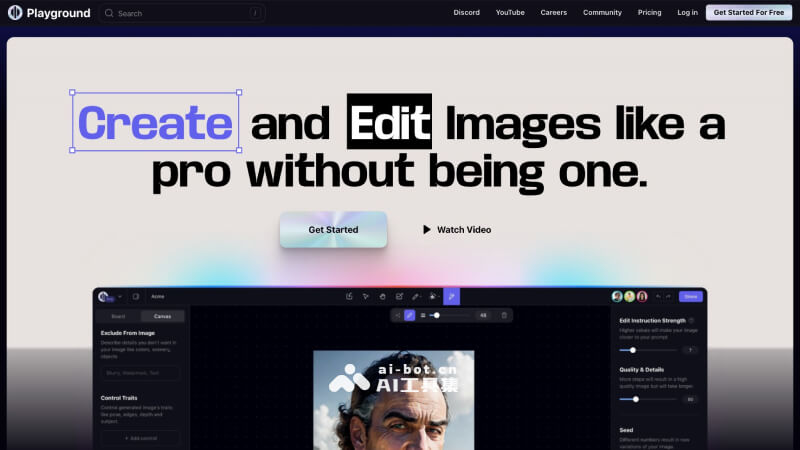 Playground
Search
/
Discord
YouTube
Careers
Community
Pricing
Log in
Get Started For Free
Create and Edit Images like a
pro without being one.
Get Started
Watch Video
Acme
Share
Board
Canvas
48
Exclude From Image
Describe details you don't want in
your image like colors, scenery,
objects
Blurry, Watermark, Text
Control Traits
Control generated image's traits
like pose, edges, depth and
subject.
+ Add control
ai-bot.cn
AI工具集
Edit Instruction Strength
Higher values will make your image
closer to your prompt
7
Quality & Details
More steps will result in a high
quality image but will take longer.
50
Seed
Different numbers result in new
variations of your image.